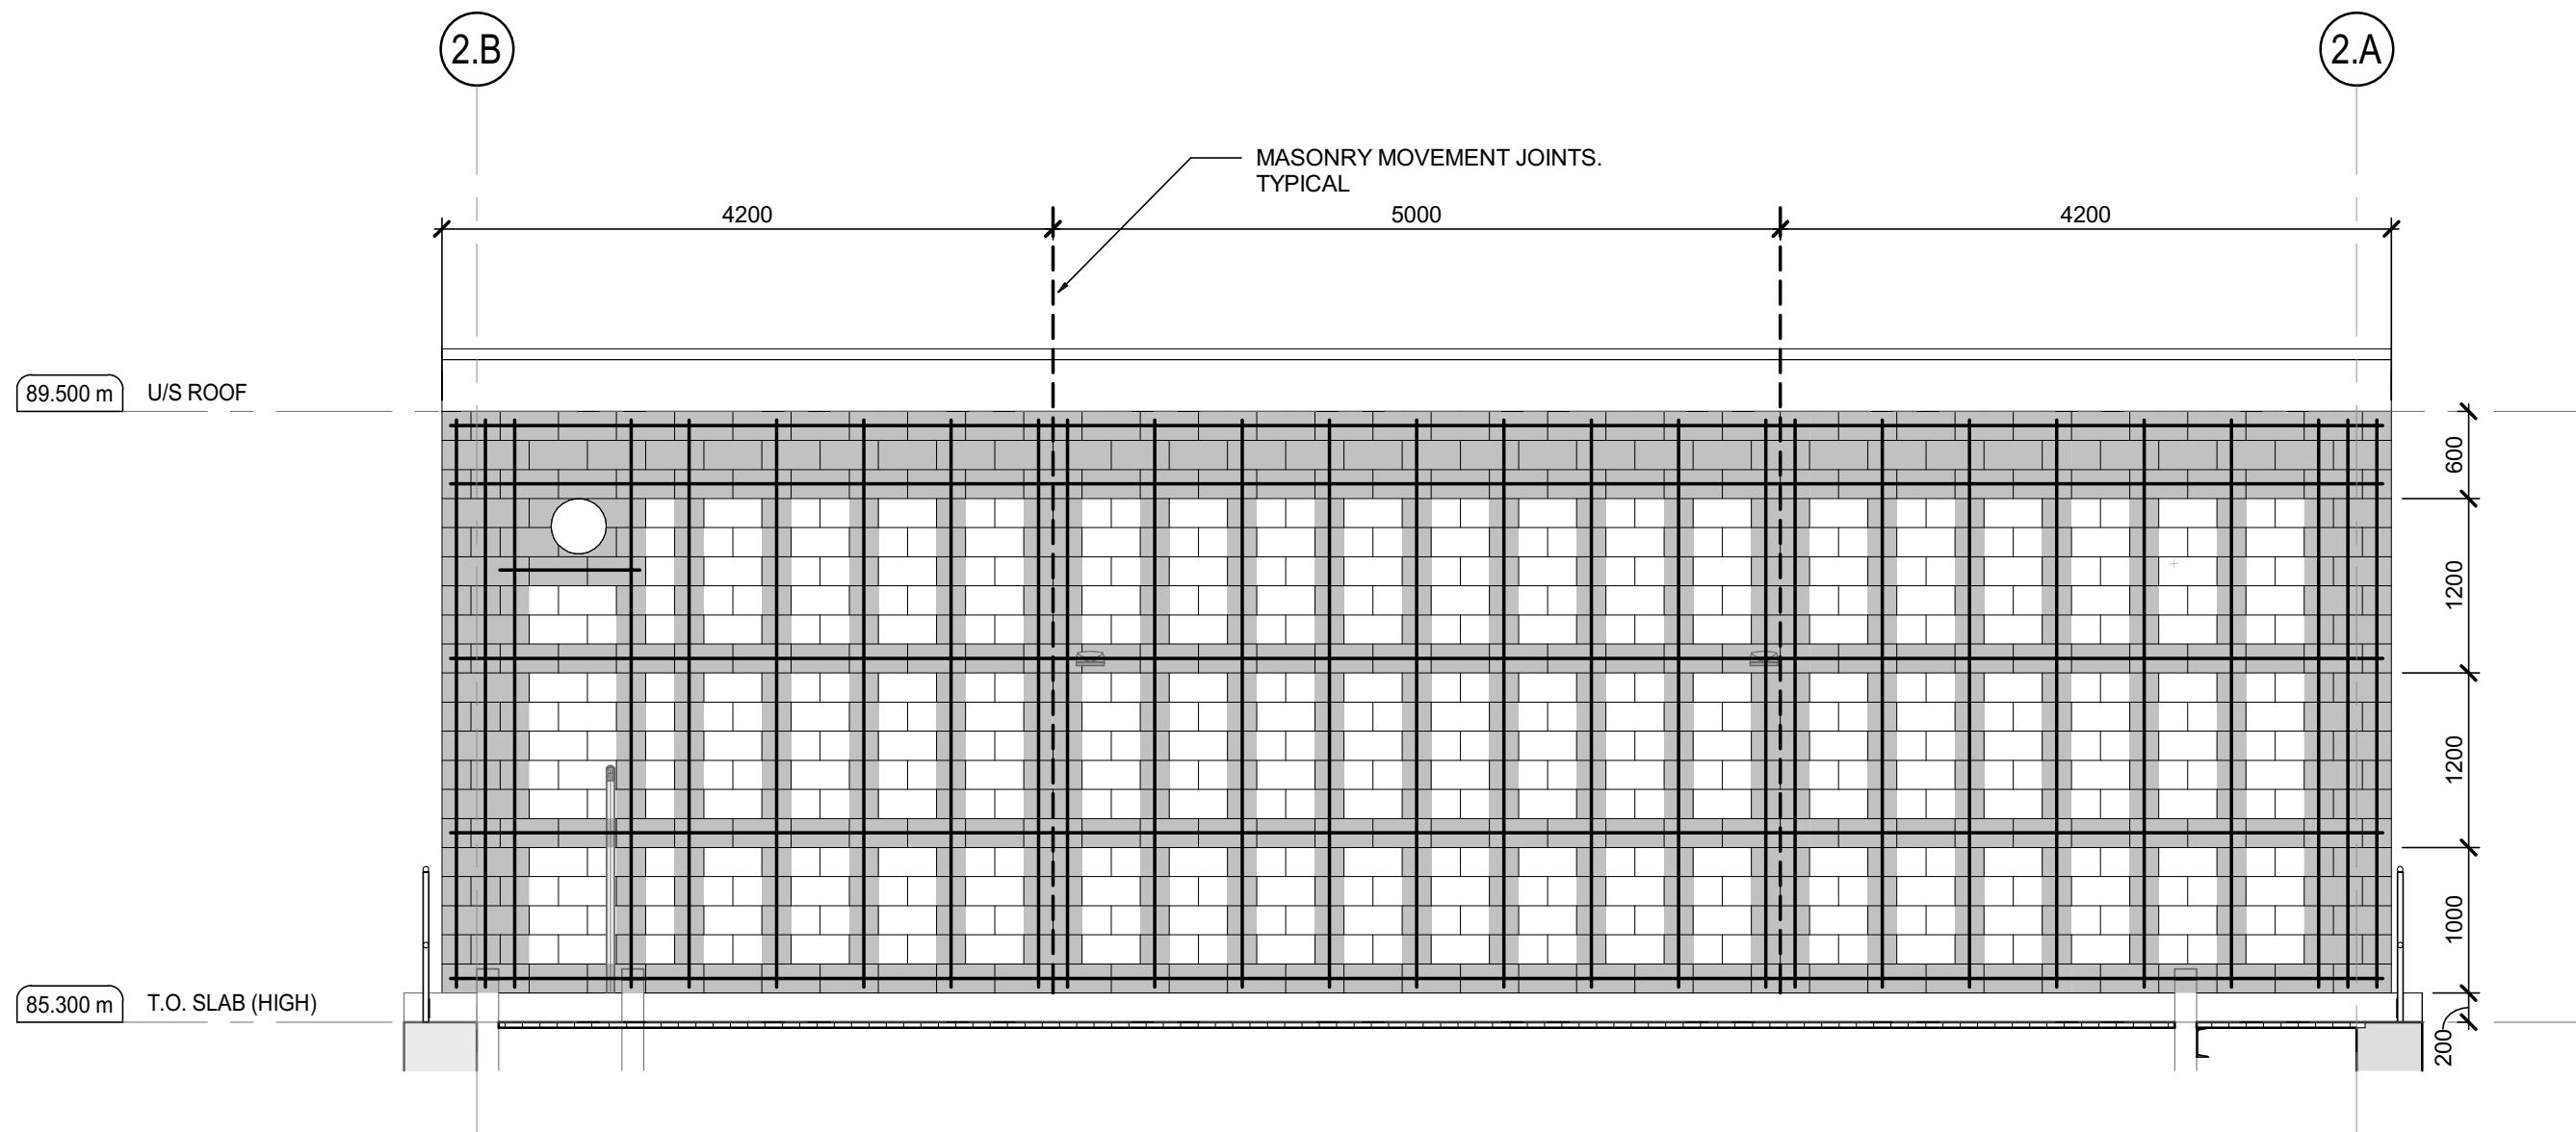 2.B
2.A
MASONRY MOVEMENT JOINTS.
TYPICAL
4200
5000
4200
89.500 m
U/S ROOF
600
1200
1200
1000
85.300 m
T.O. SLAB (HIGH)
200